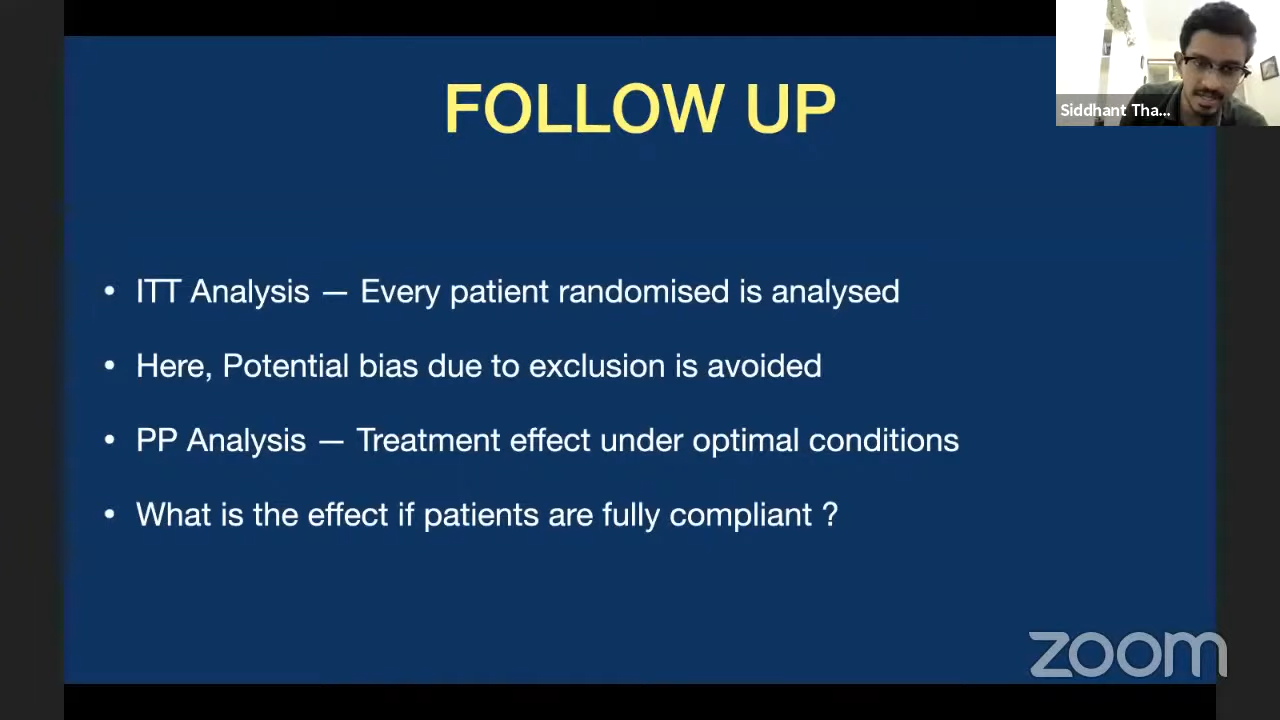 FOLLOW UP
Siddhant Tha...
• ITT Analysis — Every patient randomised is analysed
• Here, Potential bias due to exclusion is avoided
• PP Analysis — Treatment effect under optimal conditions
• What is the effect if patients are fully compliant ?
zoom